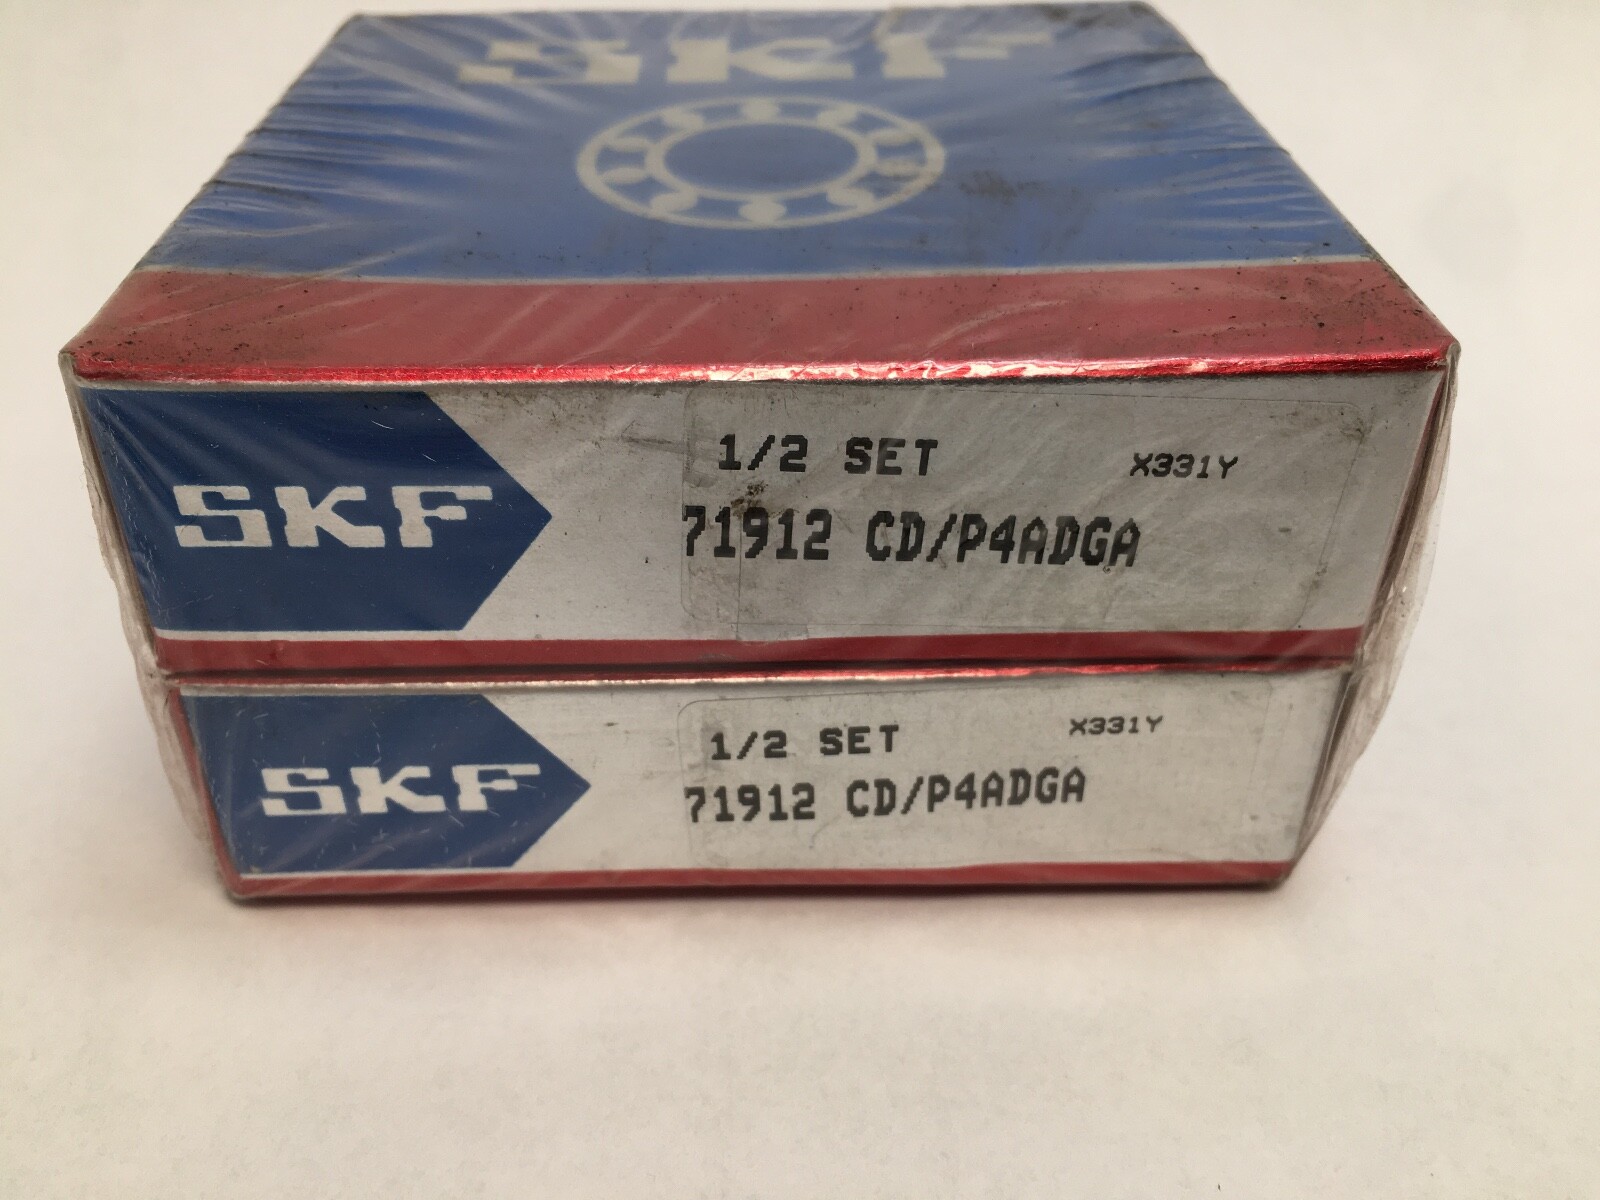 SKF
SKF
1/2 SET X331Y
71912 CD/P4ADGA
SKF
1/2 SET X331Y
71912 CD/P4ADGA